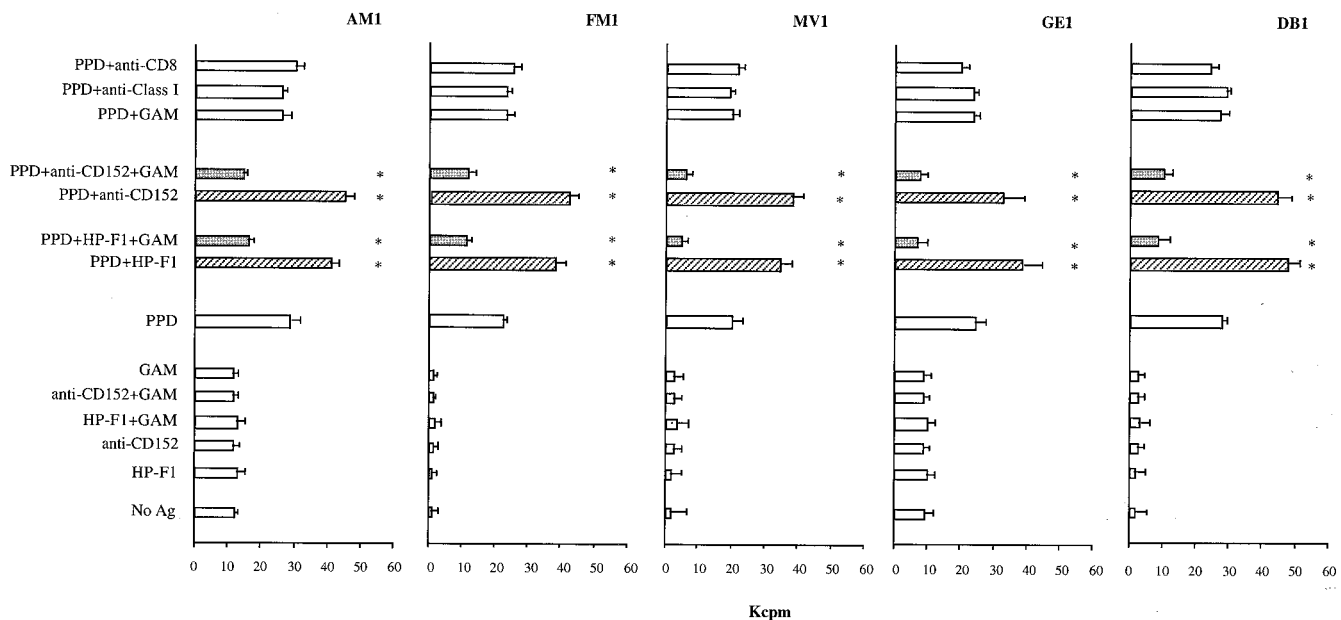 AM1 FM1 MV1 GE1 DB1
PPD+anti-CD8
PPD+anti-Class I
PPD+GAM
PPD+anti-CD152+GAM * * * * *
PPD+anti-CD152 * * * * *
PPD+HP-F1+GAM * * * * *
PPD+HP-F1 * * * * *
PPD
GAM
anti-CD152+GAM
HP-F1+GAM
anti-CD152
HP-F1
No Ag
0 10 20 30 40 50 60 0 10 20 30 40 50 60 0 10 20 30 40 50 60 0 10 20 30 40 50 60 0 10 20 30 40 50 60
Kcpm